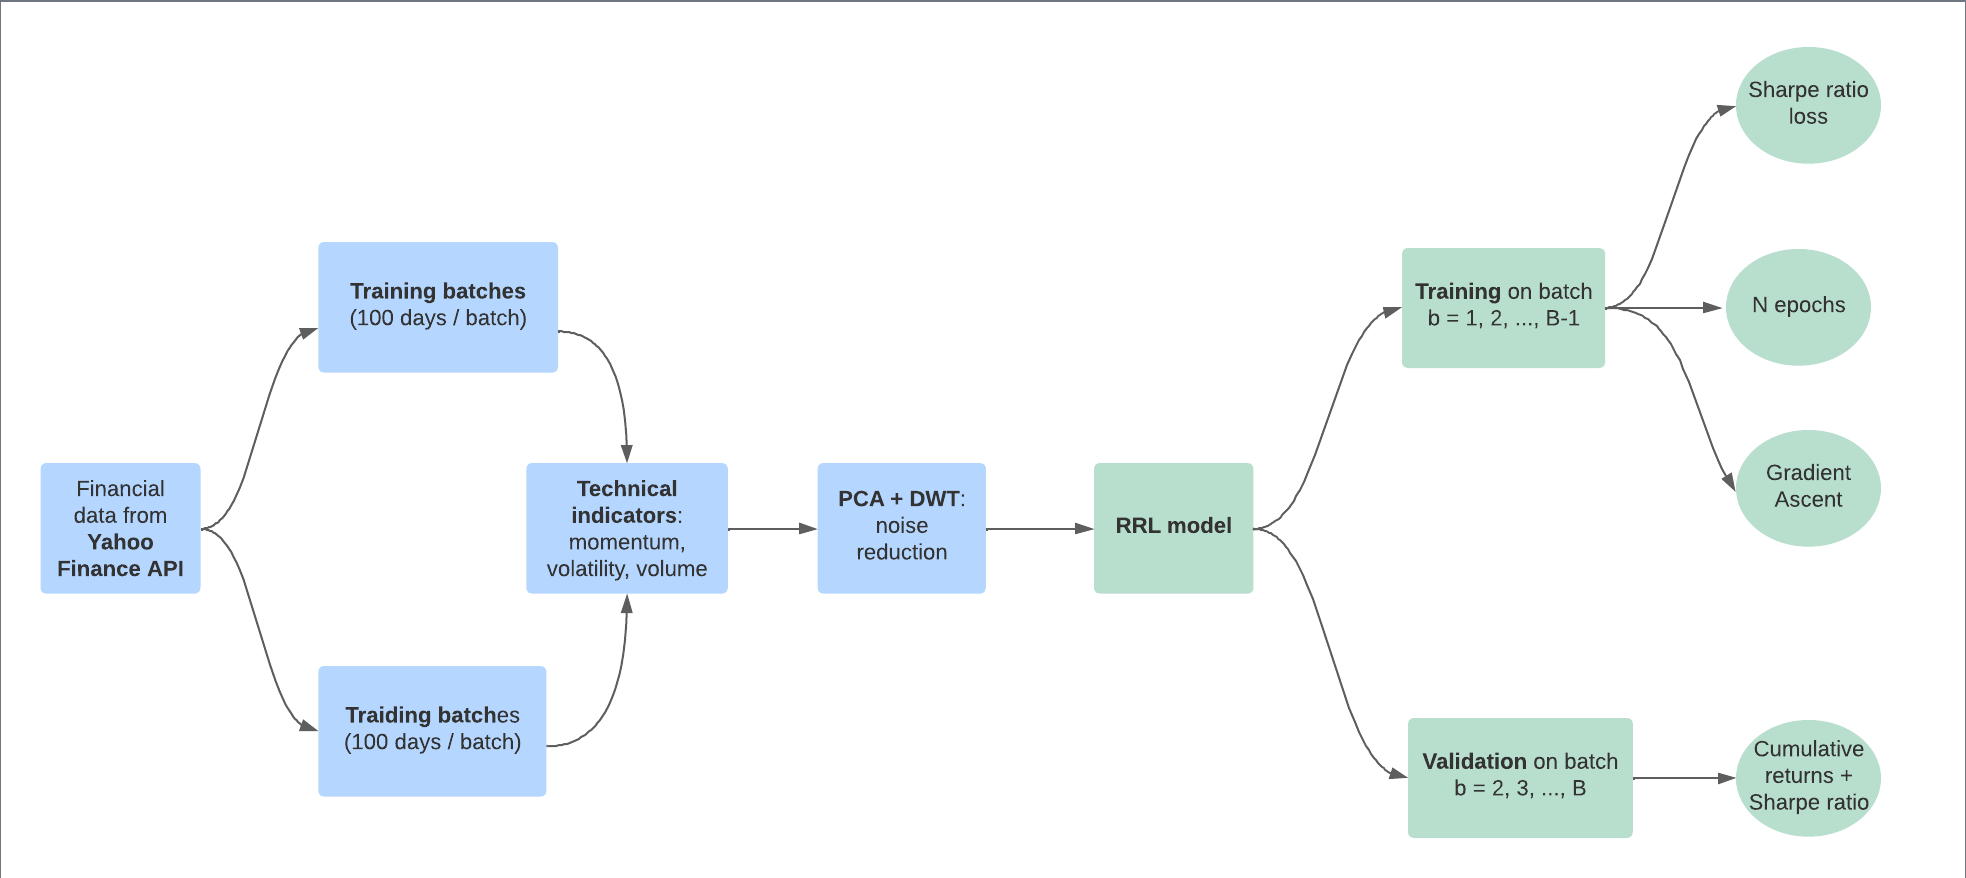 Financial
data from
Yahoo
Finance API
Training batches
(100 days / batch)
Traiding batches
(100 days / batch)
Technical
indicators:
momentum,
volatility, volume
PCA + DWT:
noise
reduction
RRL model
Training on batch
b = 1, 2, ..., B-1
Sharpe ratio
loss
N epochs
Gradient
Ascent
Validation on batch
b = 2, 3, ..., B
Cumulative
returns +
Sharpe ratio